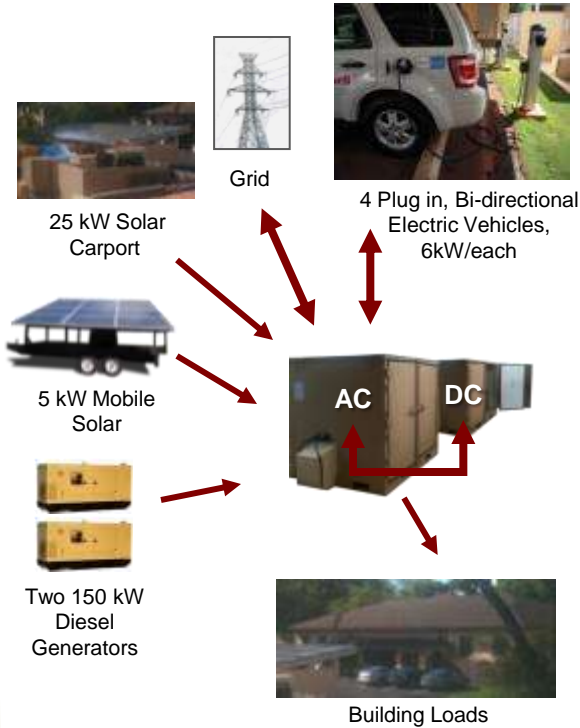 Grid
4 Plug in, Bi-directional
Electric Vehicles,
6kW/each
25 kW Solar
Carport
AC
DC
5 kW Mobile
Solar
Two 150 kW
Diesel
Generators
Building Loads